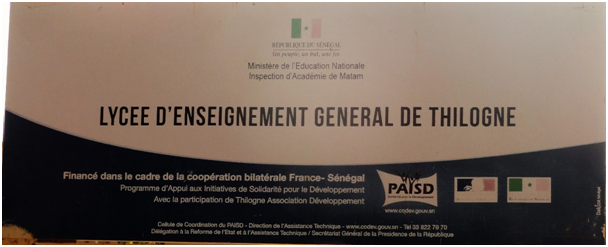 RÉPUBLIQUE DU SÉNÉGAL
Un peuple, un but, une foi
Ministère de l'Education Nationale
Inspection d'Académie de Matam
LYCEE D'ENSEIGNEMENT GENERAL DE THILOGNE
Financé dans le cadre de la coopération bilatérale France- Sénégal
Programme d'Appui aux Initiatives de Solidarité pour le Développement
Avec la participation de Thilogne Association Développement
PAISD
www.codev.gouv.sn
Cellule de Coordination du PAISD - Direction de l'Assistance Technique - www.codev.gouv.sn - Tel 33 822 79 70
Délégation à la Reforme de l'Etat et à l'Assistance Technique / Secrétariat Général de la Presidence de la République